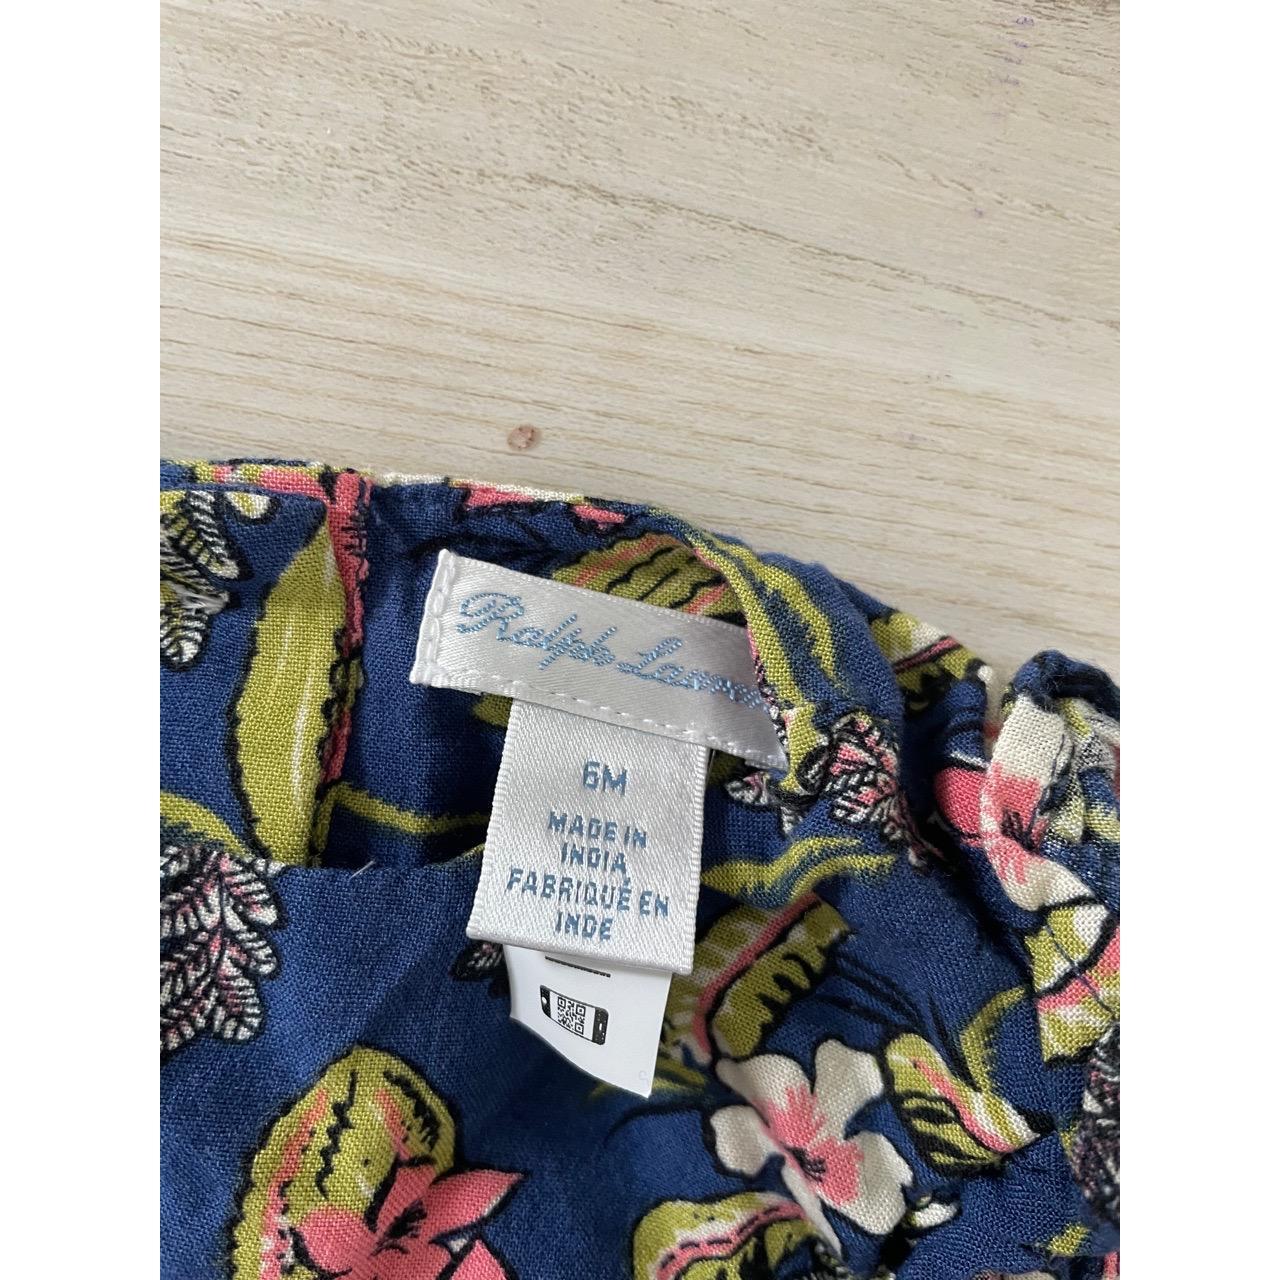 Ralph Lauren
6M
MADE IN
INDIA
FABRIQUÉ EN
INDE